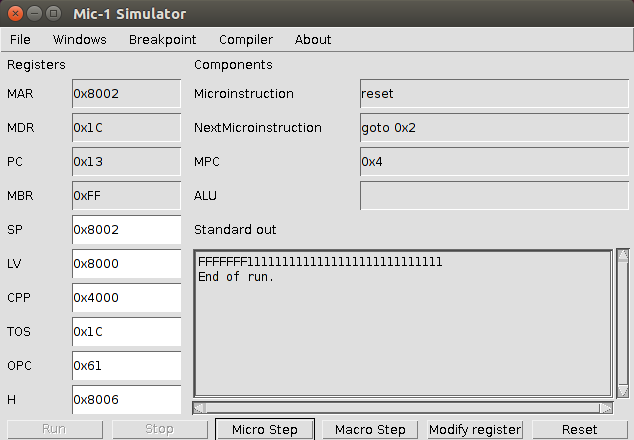 Mic-1 Simulator
File Windows Breakpoint Compiler About
Registers Components
MAR 0x8002 Microinstruction reset
MDR 0x1C NextMicroinstruction goto 0x2
PC 0x13 MPC 0x4
MBR 0xFF ALU
SP 0x8002 Standard out
LV 0x8000 FFFFFFF1111111111111111111111111111
CPP 0x4000 End of run.
TOS 0x1C
OPC 0x61
H 0x8006
Run Stop Micro Step Macro Step Modify register Reset